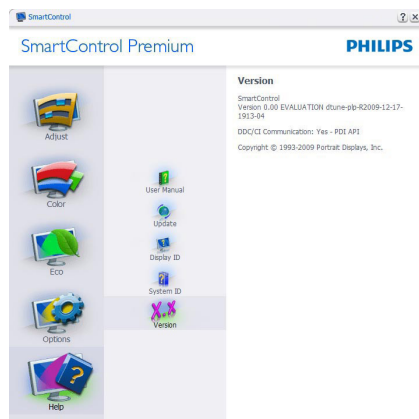 SmartControl
SmartControl Premium
PHILIPS
Adjust
Color
Eco
Options
Help
User Manual
Update
Display ID
System ID
X.X
Version
Version
SmartControl
Version 0.00 EVALUATION dtune-plp-R2009-12-17-
1913-04
DDC/CI Communication: Yes - PDI API
Copyright © 1993-2009 Portrait Displays, Inc.